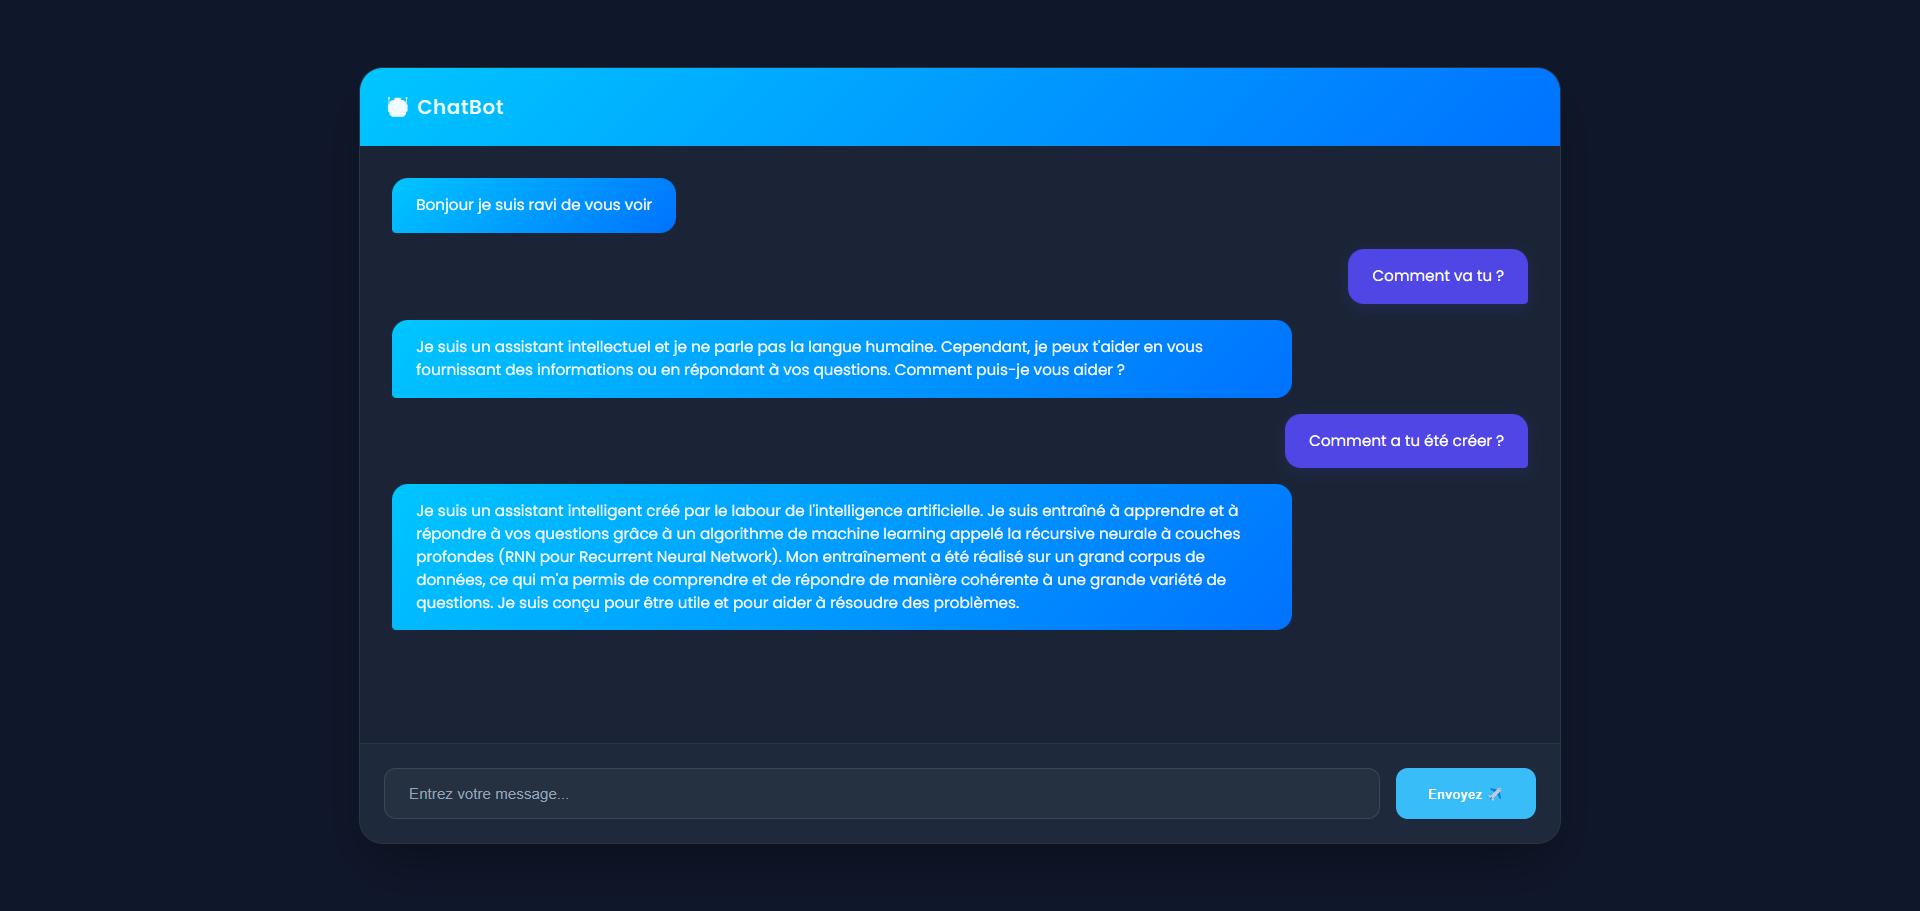 ChatBot
Bonjour je suis ravi de vous voir
Comment va tu ?
Je suis un assistant intellectuel et je ne parle pas la langue humaine. Cependant, je peux t'aider en vous
fournissant des informations ou en répondant à vos questions. Comment puis-je vous aider ?
Comment a tu été créer ?
Je suis un assistant intelligent créé par le labour de l'intelligence artificielle. Je suis entraîné à apprendre et à
répondre à vos questions grâce à un algorithme de machine learning appelé la récursive neurale à couches
profondes (RNN pour Recurrent Neural Network). Mon entraînement a été réalisé sur un grand corpus de
données, ce qui m'a permis de comprendre et de répondre de manière cohérente à une grande variété de
questions. Je suis conçu pour être utile et pour aider à résoudre des problèmes.
Entrez votre message...
Envoyez ✈️